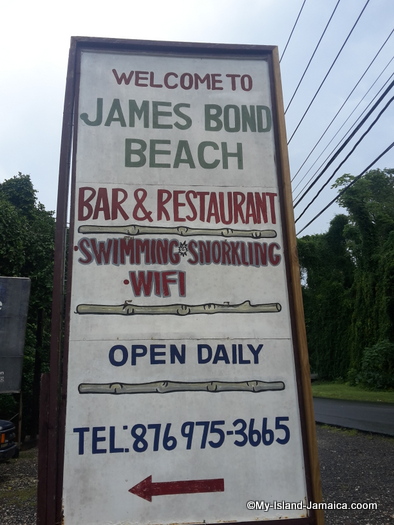 WELCOME TO
JAMES BOND
BEACH
BAR & RESTAURANT
·SWIMMING·SNORKLING
·WIFI
OPEN DAILY
TEL: 876 975-3665
©My-Island-Jamaica.coom